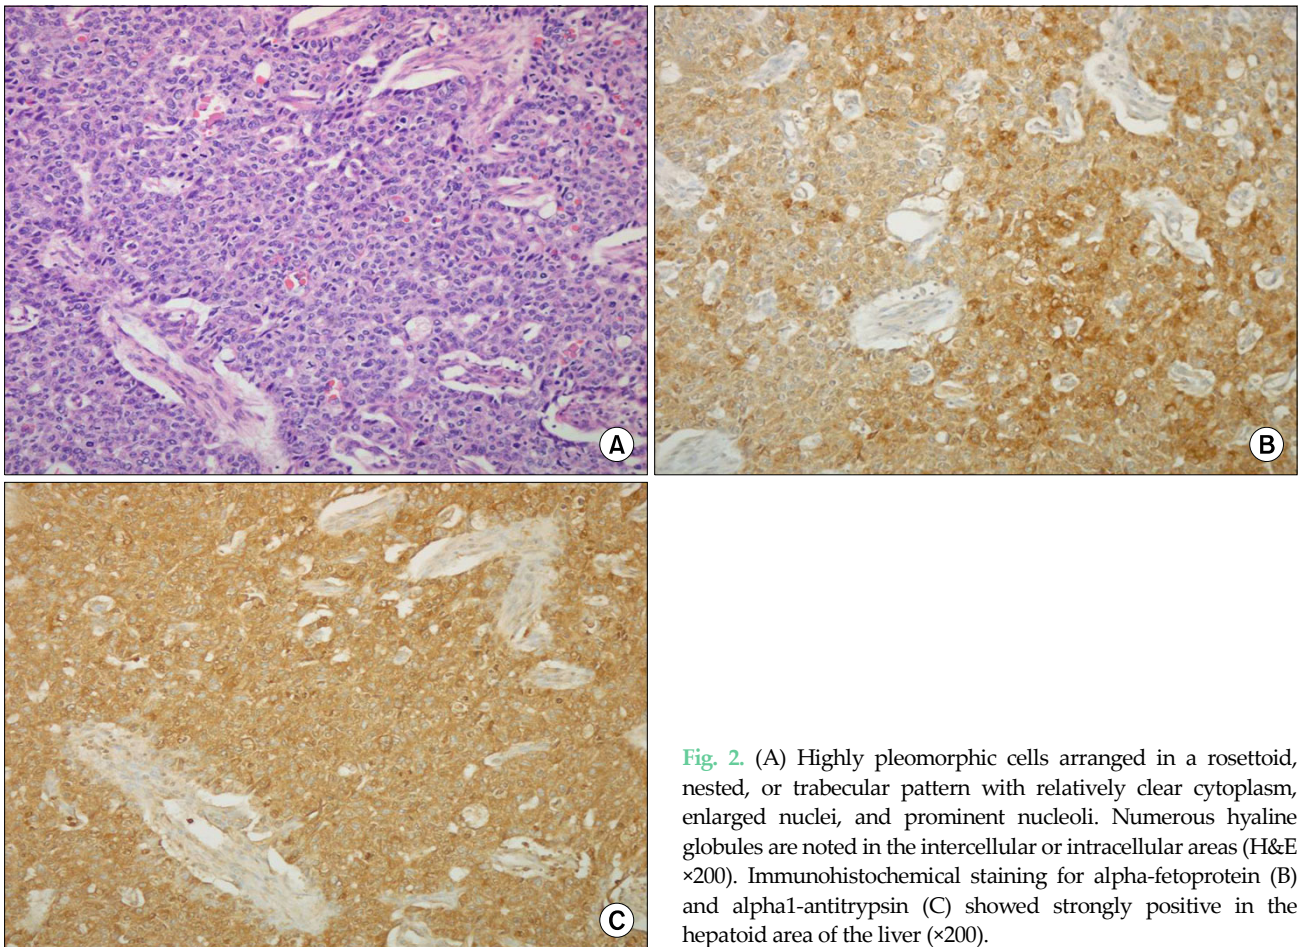 A
B
C
Fig. 2. (A) Highly pleomorphic cells arranged in a rosettoid,
nested, or trabecular pattern with relatively clear cytoplasm,
enlarged nuclei, and prominent nucleoli. Numerous hyaline
globules are noted in the intercellular or intracellular areas (H&E
×200). Immunohistochemical staining for alpha-fetoprotein (B)
and alpha1-antitrypsin (C) showed strongly positive in the
hepatoid area of the liver (×200).